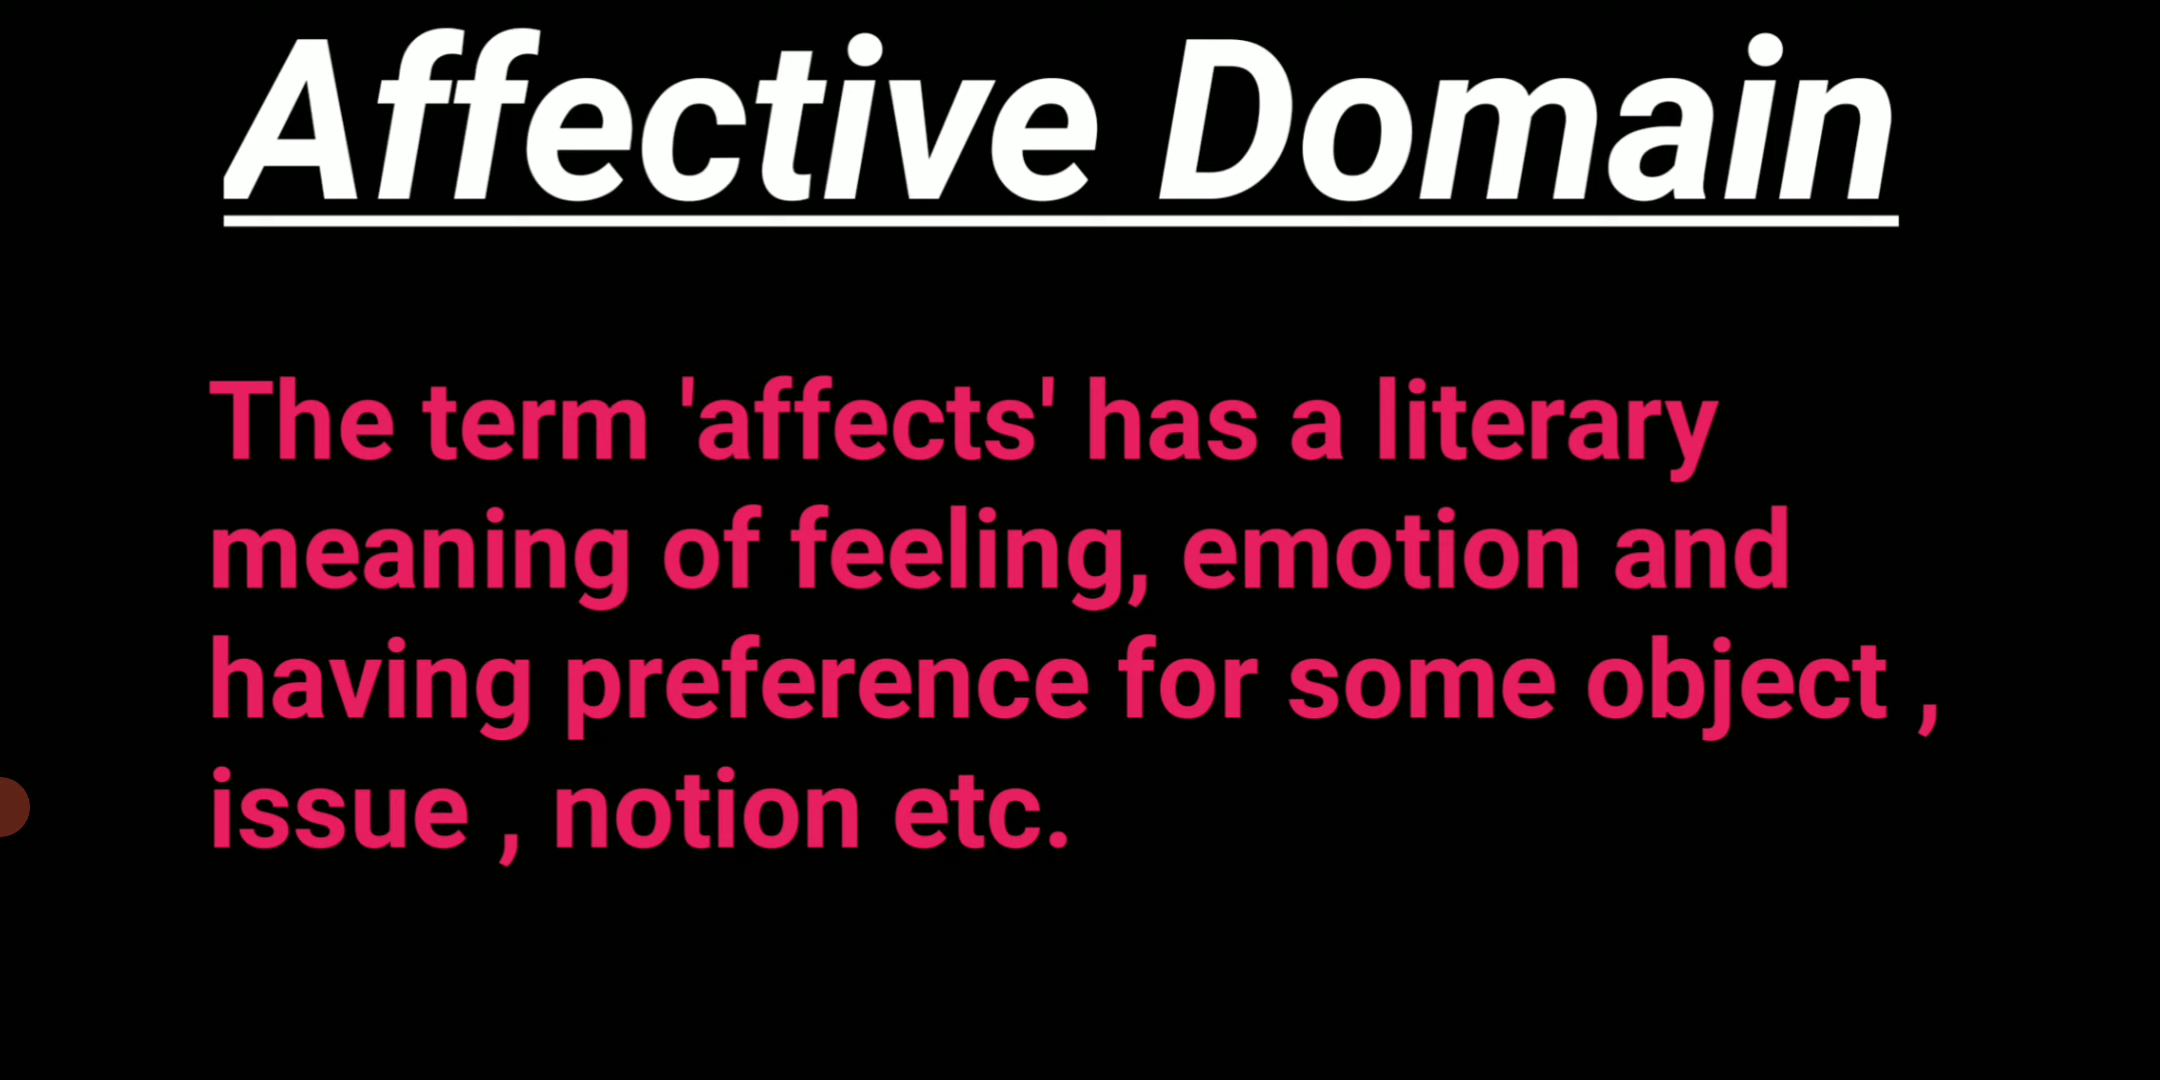 Affective Domain
The term 'affects' has a literary
meaning of feeling, emotion and
having preference for some object ,
issue , notion etc.